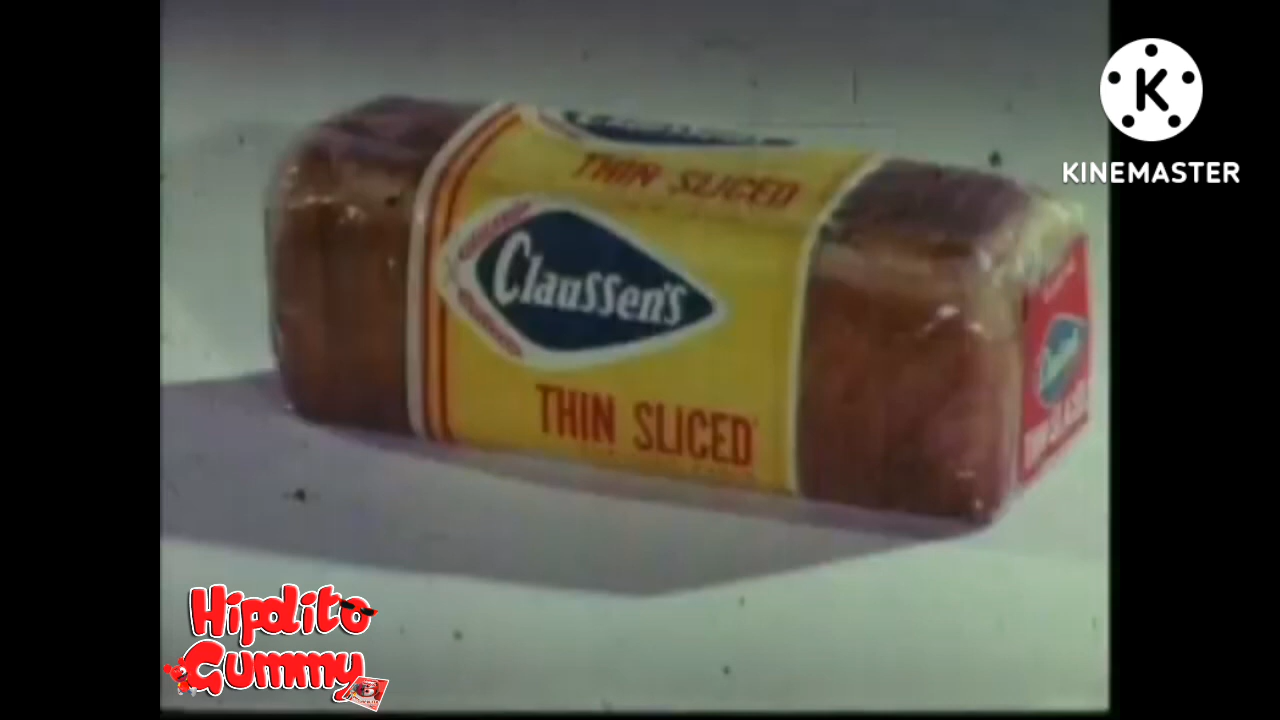 KINEMASTER
THIN SLICED
Claussen's
THIN SLICED
Hipolito
Gummy